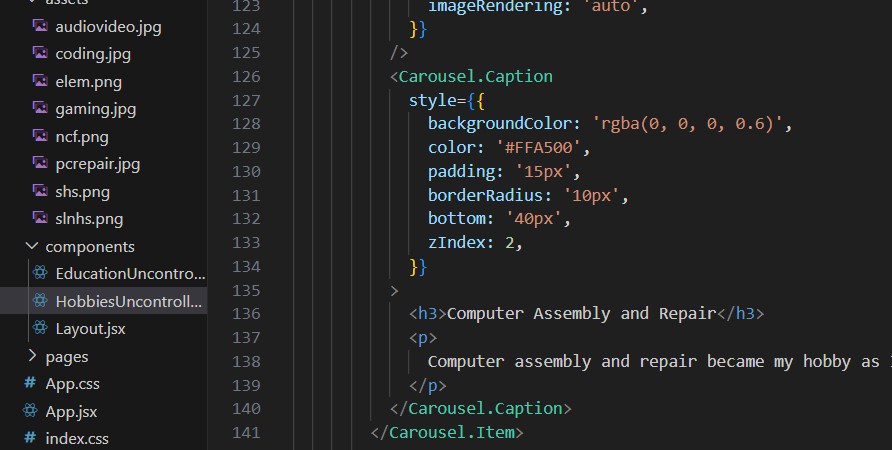 assets
audiovideo.jpg
coding.jpg
elem.png
gaming.jpg
ncf.png
pcrepair.jpg
shs.png
slnhs.png
components
EducationUncontro...
HobbiesUncontroll...
Layout.jsx
pages
# App.css
App.jsx
# index.css
123 imageRendering: 'auto',
124 }}
125 />
126 <Carousel.Caption
127 style={{
128 backgroundColor: 'rgba(0, 0, 0, 0.6)',
129 color: '#FFA500',
130 padding: '15px',
131 borderRadius: '10px',
132 bottom: '40px',
133 zIndex: 2,
134 }}
135 >
136 <h3>Computer Assembly and Repair</h3>
137 <p>
138 Computer assembly and repair became my hobby as
139 </p>
140 </Carousel.Caption>
141 </Carousel.Item>